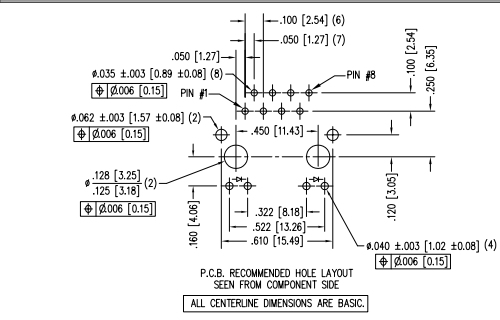 .100 [2.54] (6)
.050 [1.27] (7)
.050 [1.27]
.100 [2.54]
.250 [6.35]
ø.035 ±.003 [0.89 ±0.08] (8)
⌖ Ø.006 [0.15]
PIN #8
PIN #1
ø.062 ±.003 [1.57 ±0.08] (2)
⌖ Ø.006 [0.15]
.450 [11.43]
ø .128 [3.25]
.125 [3.18] (2)
⌖ Ø.006 [0.15]
.120 [3.05]
.160 [4.06]
.322 [8.18]
.522 [13.26]
.610 [15.49]
ø.040 ±.003 [1.02 ±0.08] (4)
⌖ Ø.006 [0.15]
P.C.B. RECOMMENDED HOLE LAYOUT
SEEN FROM COMPONENT SIDE
ALL CENTERLINE DIMENSIONS ARE BASIC.